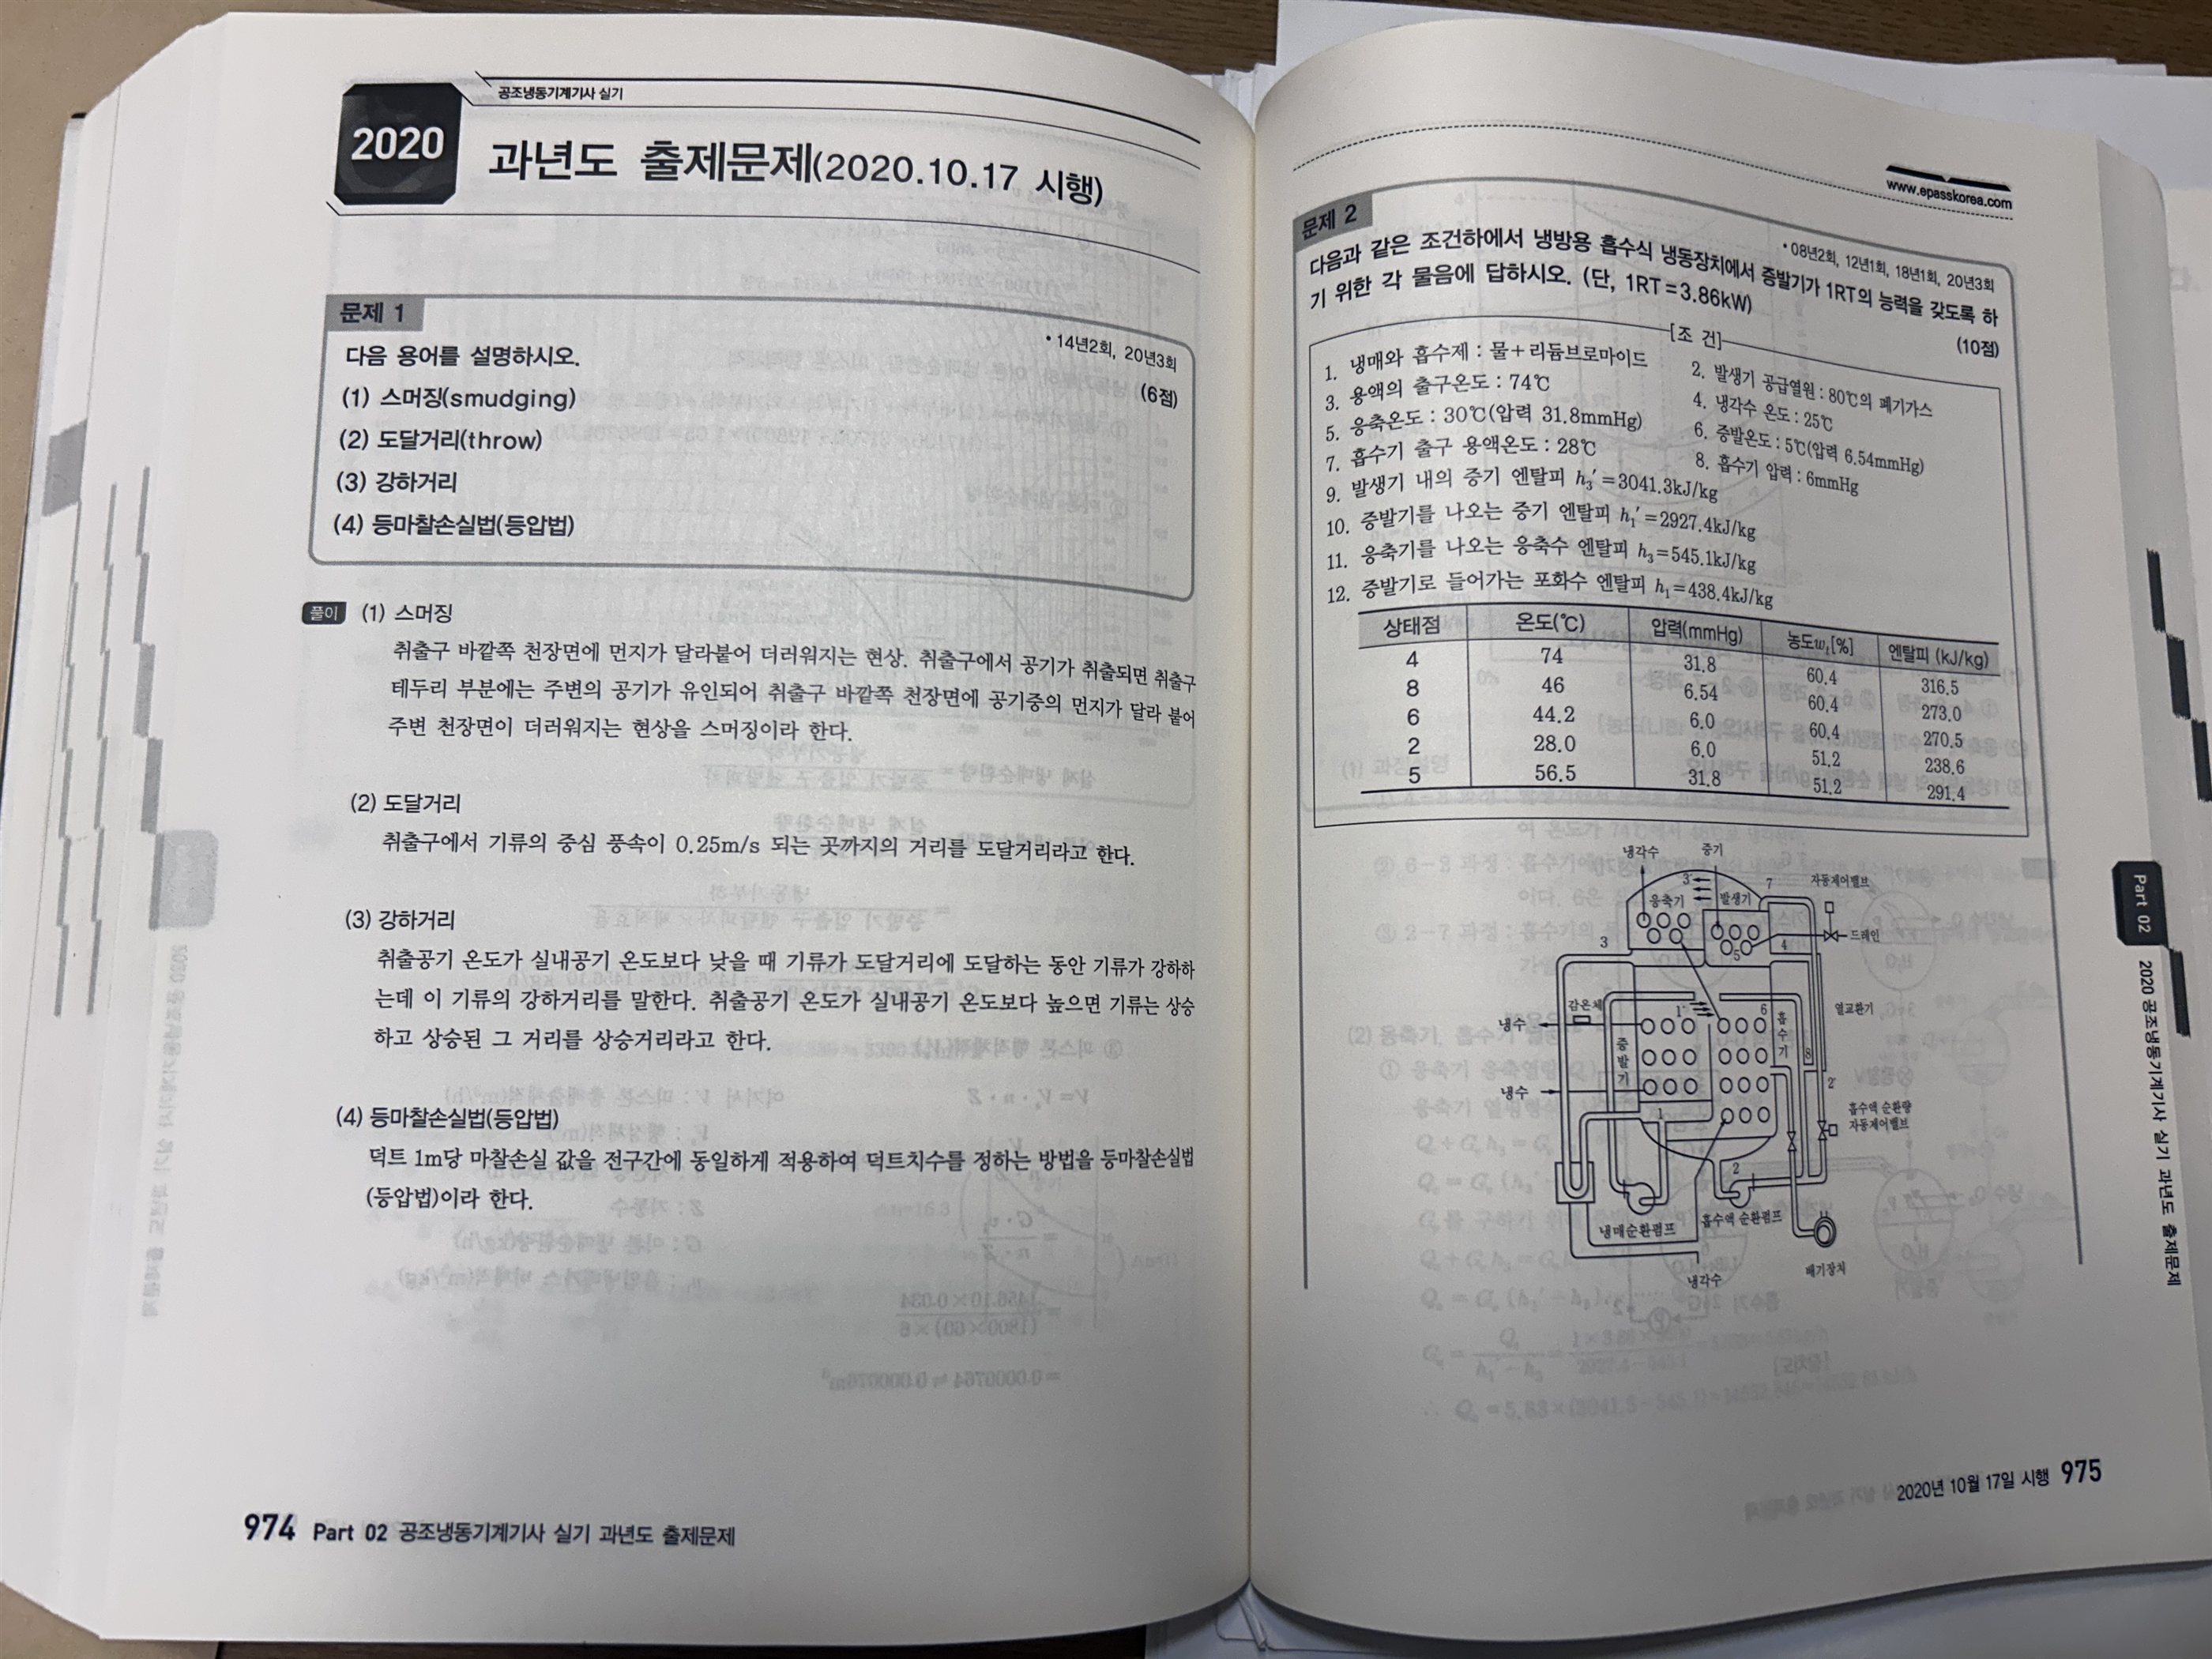 공조냉동기계기사 실기
2020
과년도 출제문제(2020.10.17 시행)
문제 1
• 14년2회, 20년3회
다음 용어를 설명하시오.
(6점)
(1) 스머징(smudging)
(2) 도달거리(throw)
(3) 강하거리
(4) 등마찰손실법(등압법)
풀이 (1) 스머징
취출구 바깥쪽 천장면에 먼지가 달라붙어 더러워지는 현상. 취출구에서 공기가 취출되면 취출구
테두리 부분에는 주변의 공기가 유인되어 취출구 바깥쪽 천장면에 공기중의 먼지가 달라 붙어
주변 천장면이 더러워지는 현상을 스머징이라 한다.
(2) 도달거리
취출구에서 기류의 중심 풍속이 0.25m/s 되는 곳까지의 거리를 도달거리라고 한다.
(3) 강하거리
취출공기 온도가 실내공기 온도보다 낮을 때 기류가 도달거리에 도달하는 동안 기류가 강하하
는데 이 기류의 강하거리를 말한다. 취출공기 온도가 실내공기 온도보다 높으면 기류는 상승
하고 상승된 그 거리를 상승거리라고 한다.
(4) 등마찰손실법(등압법)
덕트 1m당 마찰손실 값을 전구간에 동일하게 적용하여 덕트치수를 정하는 방법을 등마찰손실법
(등압법)이라 한다.
974 Part 02 공조냉동기계기사 실기 과년도 출제문제
www.epasskorea.com
문제 2
• 08년2회, 12년1회, 18년1회, 20년3회
다음과 같은 조건하에서 냉방용 흡수식 냉동장치에서 증발기가 1RT의 능력을 갖도록 하
기 위한 각 물음에 답하시오. (단, 1RT=3.86kW)
(10점)
[조 건]
1. 냉매와 흡수제 : 물+리튬브로마이드
2. 발생기 공급열원 : 80℃의 폐기가스
3. 용액의 출구온도 : 74℃
4. 냉각수 온도 : 25℃
5. 응축온도 : 30℃(압력 31.8mmHg)
6. 증발온도 : 5℃(압력 6.54mmHg)
7. 흡수기 출구 용액온도 : 28℃
8. 흡수기 압력 : 6mmHg
9. 발생기 내의 증기 엔탈피 h₃′=3041.3kJ/kg
10. 증발기를 나오는 증기 엔탈피 h₁′=2927.4kJ/kg
11. 응축기를 나오는 응축수 엔탈피 h₃=545.1kJ/kg
12. 증발기로 들어가는 포화수 엔탈피 h₁=438.4kJ/kg
상태점 온도(℃) 압력(mmHg) 농도wₜ[%] 엔탈피 (kJ/kg)
4 74 31.8 60.4 316.5
8 46 6.54 60.4 273.0
6 44.2 6.0 60.4 270.5
2 28.0 6.0 51.2 238.6
5 56.5 31.8 51.2 291.4
냉각수 증기
3′ 7 자동제어밸브
응축기 발생기
3 5 4 드레인
감온체 1′ 6 열교환기
냉수
증발기
흡수기
8
냉수 2′
1
흡수액 순환량
자동제어밸브
2
냉매순환펌프 흡수액 순환펌프
냉각수 배기장치
Part 02
2020 공조냉동기계기사 실기 과년도 출제문제
2020년 10월 17일 시행 975